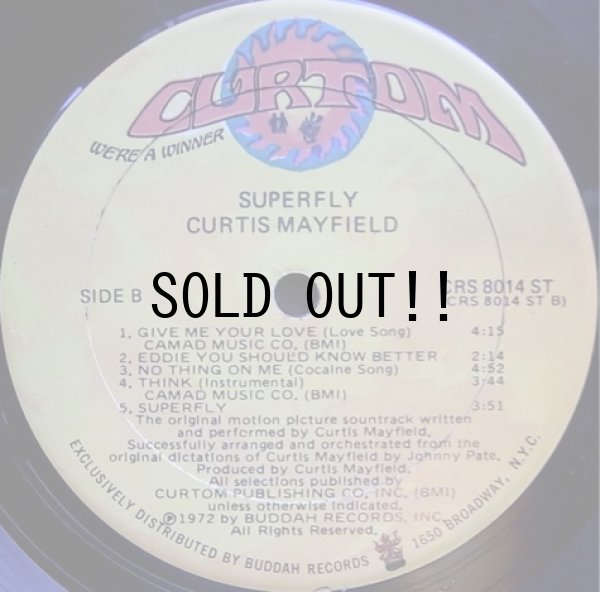 CURTOM
WE'RE A WINNER
SUPERFLY
CURTIS MAYFIELD
SIDE B
SOLD OUT!!
CRS 8014 ST
(CRS 8014 ST B)
1. GIVE ME YOUR LOVE (Love Song) 4:15
CAMAD MUSIC CO. (BMI)
2. EDDIE YOU SHOULD KNOW BETTER 2:14
3. NO THING ON ME (Cocaine Song) 4:52
4. THINK (Instrumental) 3:44
CAMAD MUSIC CO. (BMI)
5. SUPERFLY 3:51
The original motion picture sountrack written
and performed by Curtis Mayfield.
Successfully arranged and orchestrated from the
original dictations of Curtis Mayfield by Johnny Pate.
Produced by Curtis Mayfield.
All selections published by
CURTOM PUBLISHING CO. INC. (BMI)
unless otherwise indicated.
℗1972 by BUDDAH RECORDS, INC.
All Rights Reserved.
EXCLUSIVELY DISTRIBUTED BY BUDDAH RECORDS 1650 BROADWAY, N.Y.C.